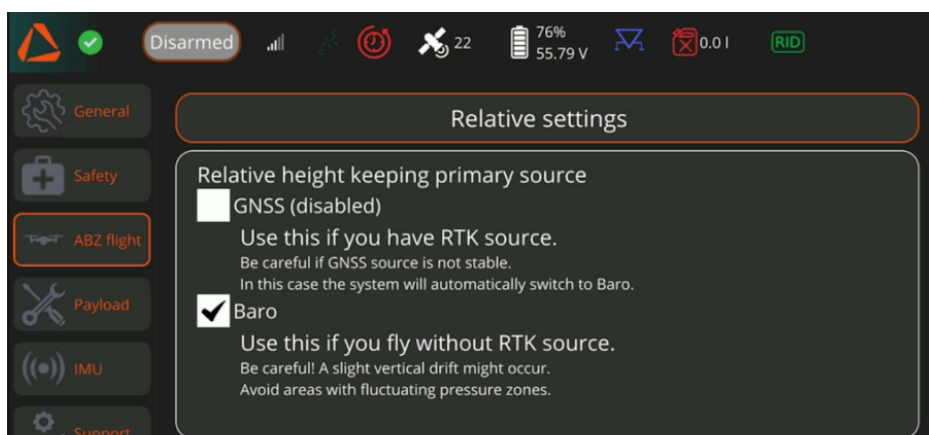 Disarmed
22
76%
55.79 V
0.0 l
RID
General
Relative settings
Safety
Relative height keeping primary source
GNSS (disabled)
Use this if you have RTK source.
Be careful if GNSS source is not stable.
In this case the system will automatically switch to Baro.
ABZ flight
Payload
Baro
Use this if you fly without RTK source.
Be careful! A slight vertical drift might occur.
Avoid areas with fluctuating pressure zones.
IMU
Support